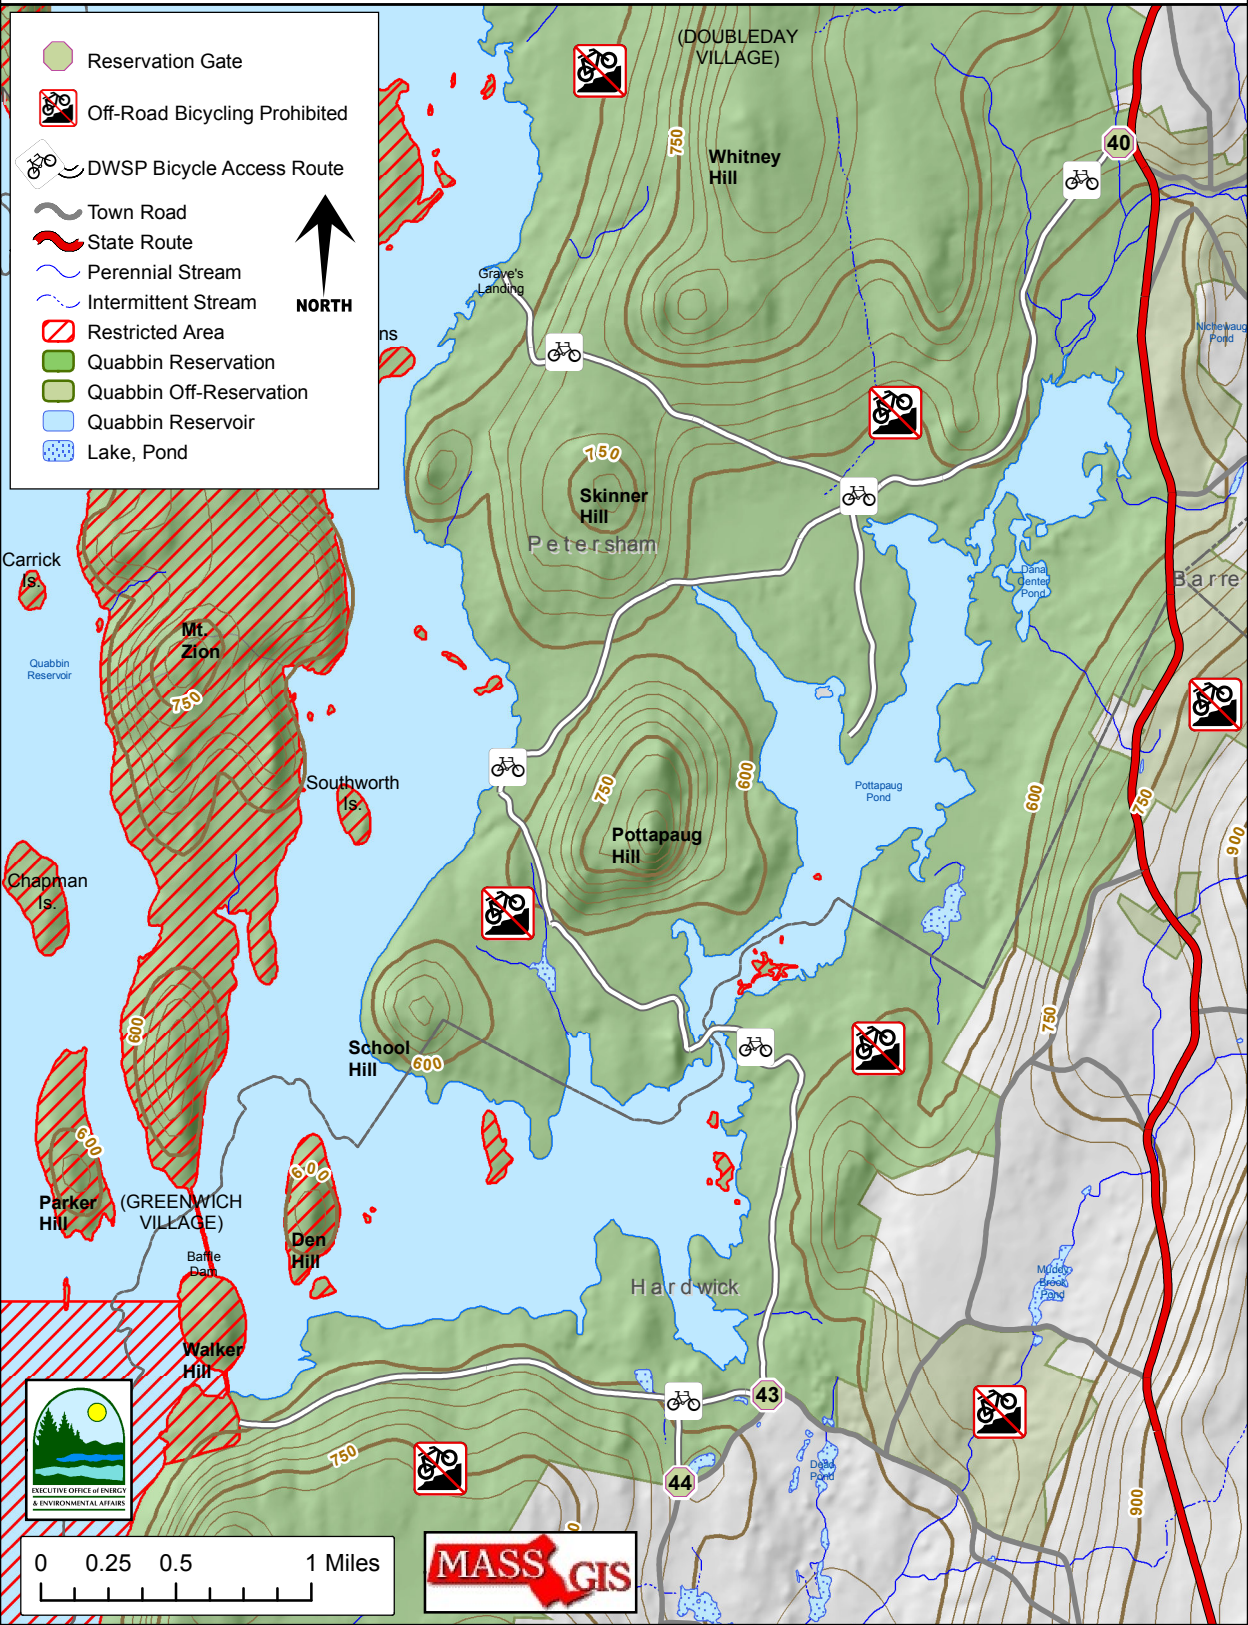 Reservation Gate
Off-Road Bicycling Prohibited
DWSP Bicycle Access Route
Town Road
State Route
Perennial Stream
Intermittent Stream
Restricted Area
Quabbin Reservation
Quabbin Off-Reservation
Quabbin Reservoir
Lake, Pond
NORTH
(DOUBLEDAY
VILLAGE)
750
Whitney
Hill
40
Grave's
Landing
ns
Nichewaug
Pond
750
Skinner
Hill
Petersham
Carrick
Is.
Dana
Center
Pond
Barre
Mt.
Zion
Quabbin
Reservoir
750
Southworth
Is.
750
600
Pottapaug
Pond
600
750
Pottapaug
Hill
900
Chapman
Is.
600
750
School
Hill
600
600
600
Parker
Hill
(GREENWICH
VILLAGE)
Den
Hill
Baffle
Dam
Hardwick
Muddy
Brook
Pond
Walker
Hill
43
750
44
Dead
Pond
900
0
EXECUTIVE OFFICE of ENERGY
& ENVIRONMENTAL AFFAIRS
0 0.25 0.5 1 Miles
MASS GIS